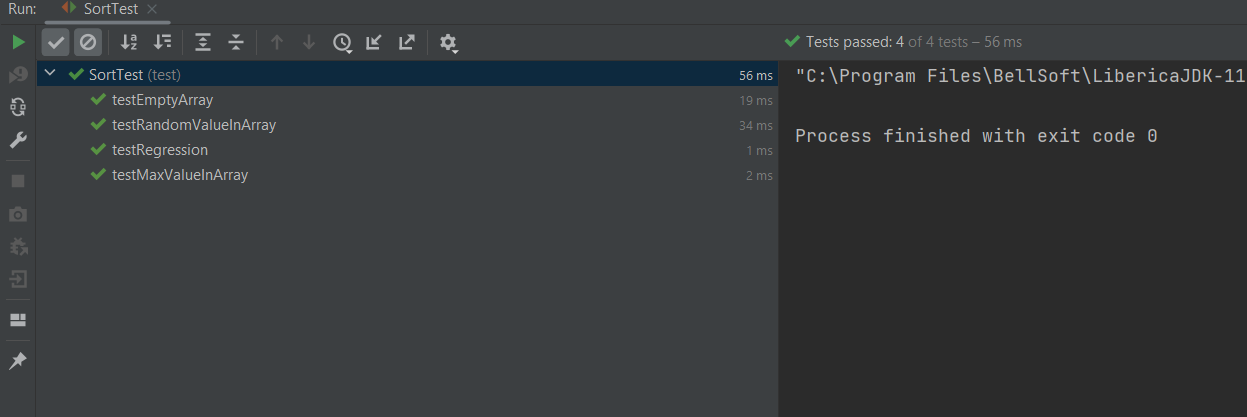 Run: SortTest
Tests passed: 4 of 4 tests – 56 ms
SortTest (test) 56 ms
testEmptyArray 19 ms
testRandomValueInArray 34 ms
testRegression 1 ms
testMaxValueInArray 2 ms
"C:\Program Files\BellSoft\LibericaJDK-11
Process finished with exit code 0